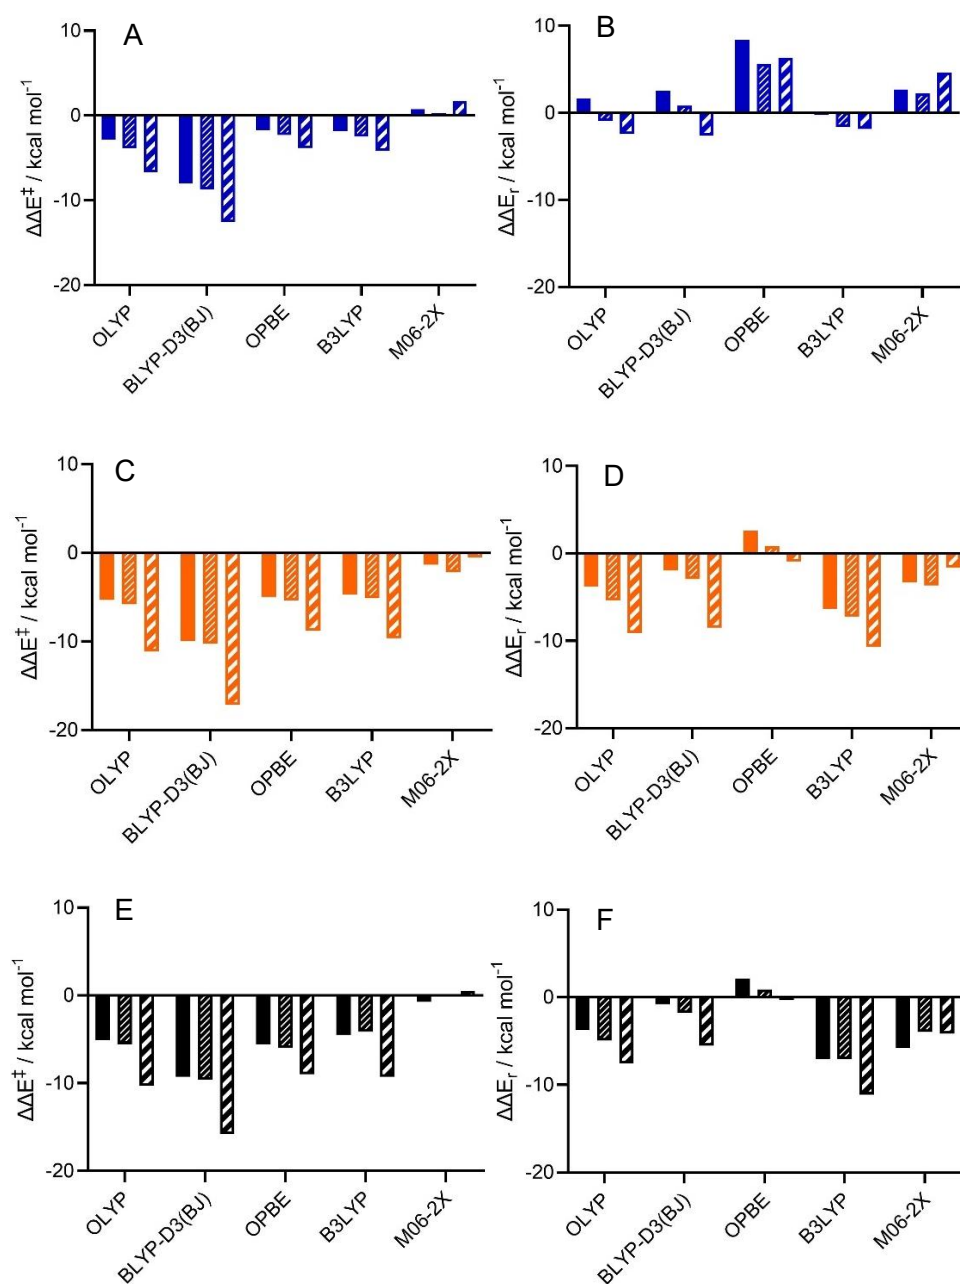 A
10
0
-10
-20
ΔΔE‡ / kcal mol-1
OLYP
BLYP-D3(BJ)
OPBE
B3LYP
M06-2X
B
10
0
-10
-20
ΔΔEr / kcal mol-1
OLYP
BLYP-D3(BJ)
OPBE
B3LYP
M06-2X
C
10
0
-10
-20
ΔΔE‡ / kcal mol-1
OLYP
BLYP-D3(BJ)
OPBE
B3LYP
M06-2X
D
10
0
-10
-20
ΔΔEr / kcal mol-1
OLYP
BLYP-D3(BJ)
OPBE
B3LYP
M06-2X
E
10
0
-10
-20
ΔΔE‡ / kcal mol-1
OLYP
BLYP-D3(BJ)
OPBE
B3LYP
M06-2X
F
10
0
-10
-20
ΔΔEr / kcal mol-1
OLYP
BLYP-D3(BJ)
OPBE
B3LYP
M06-2X